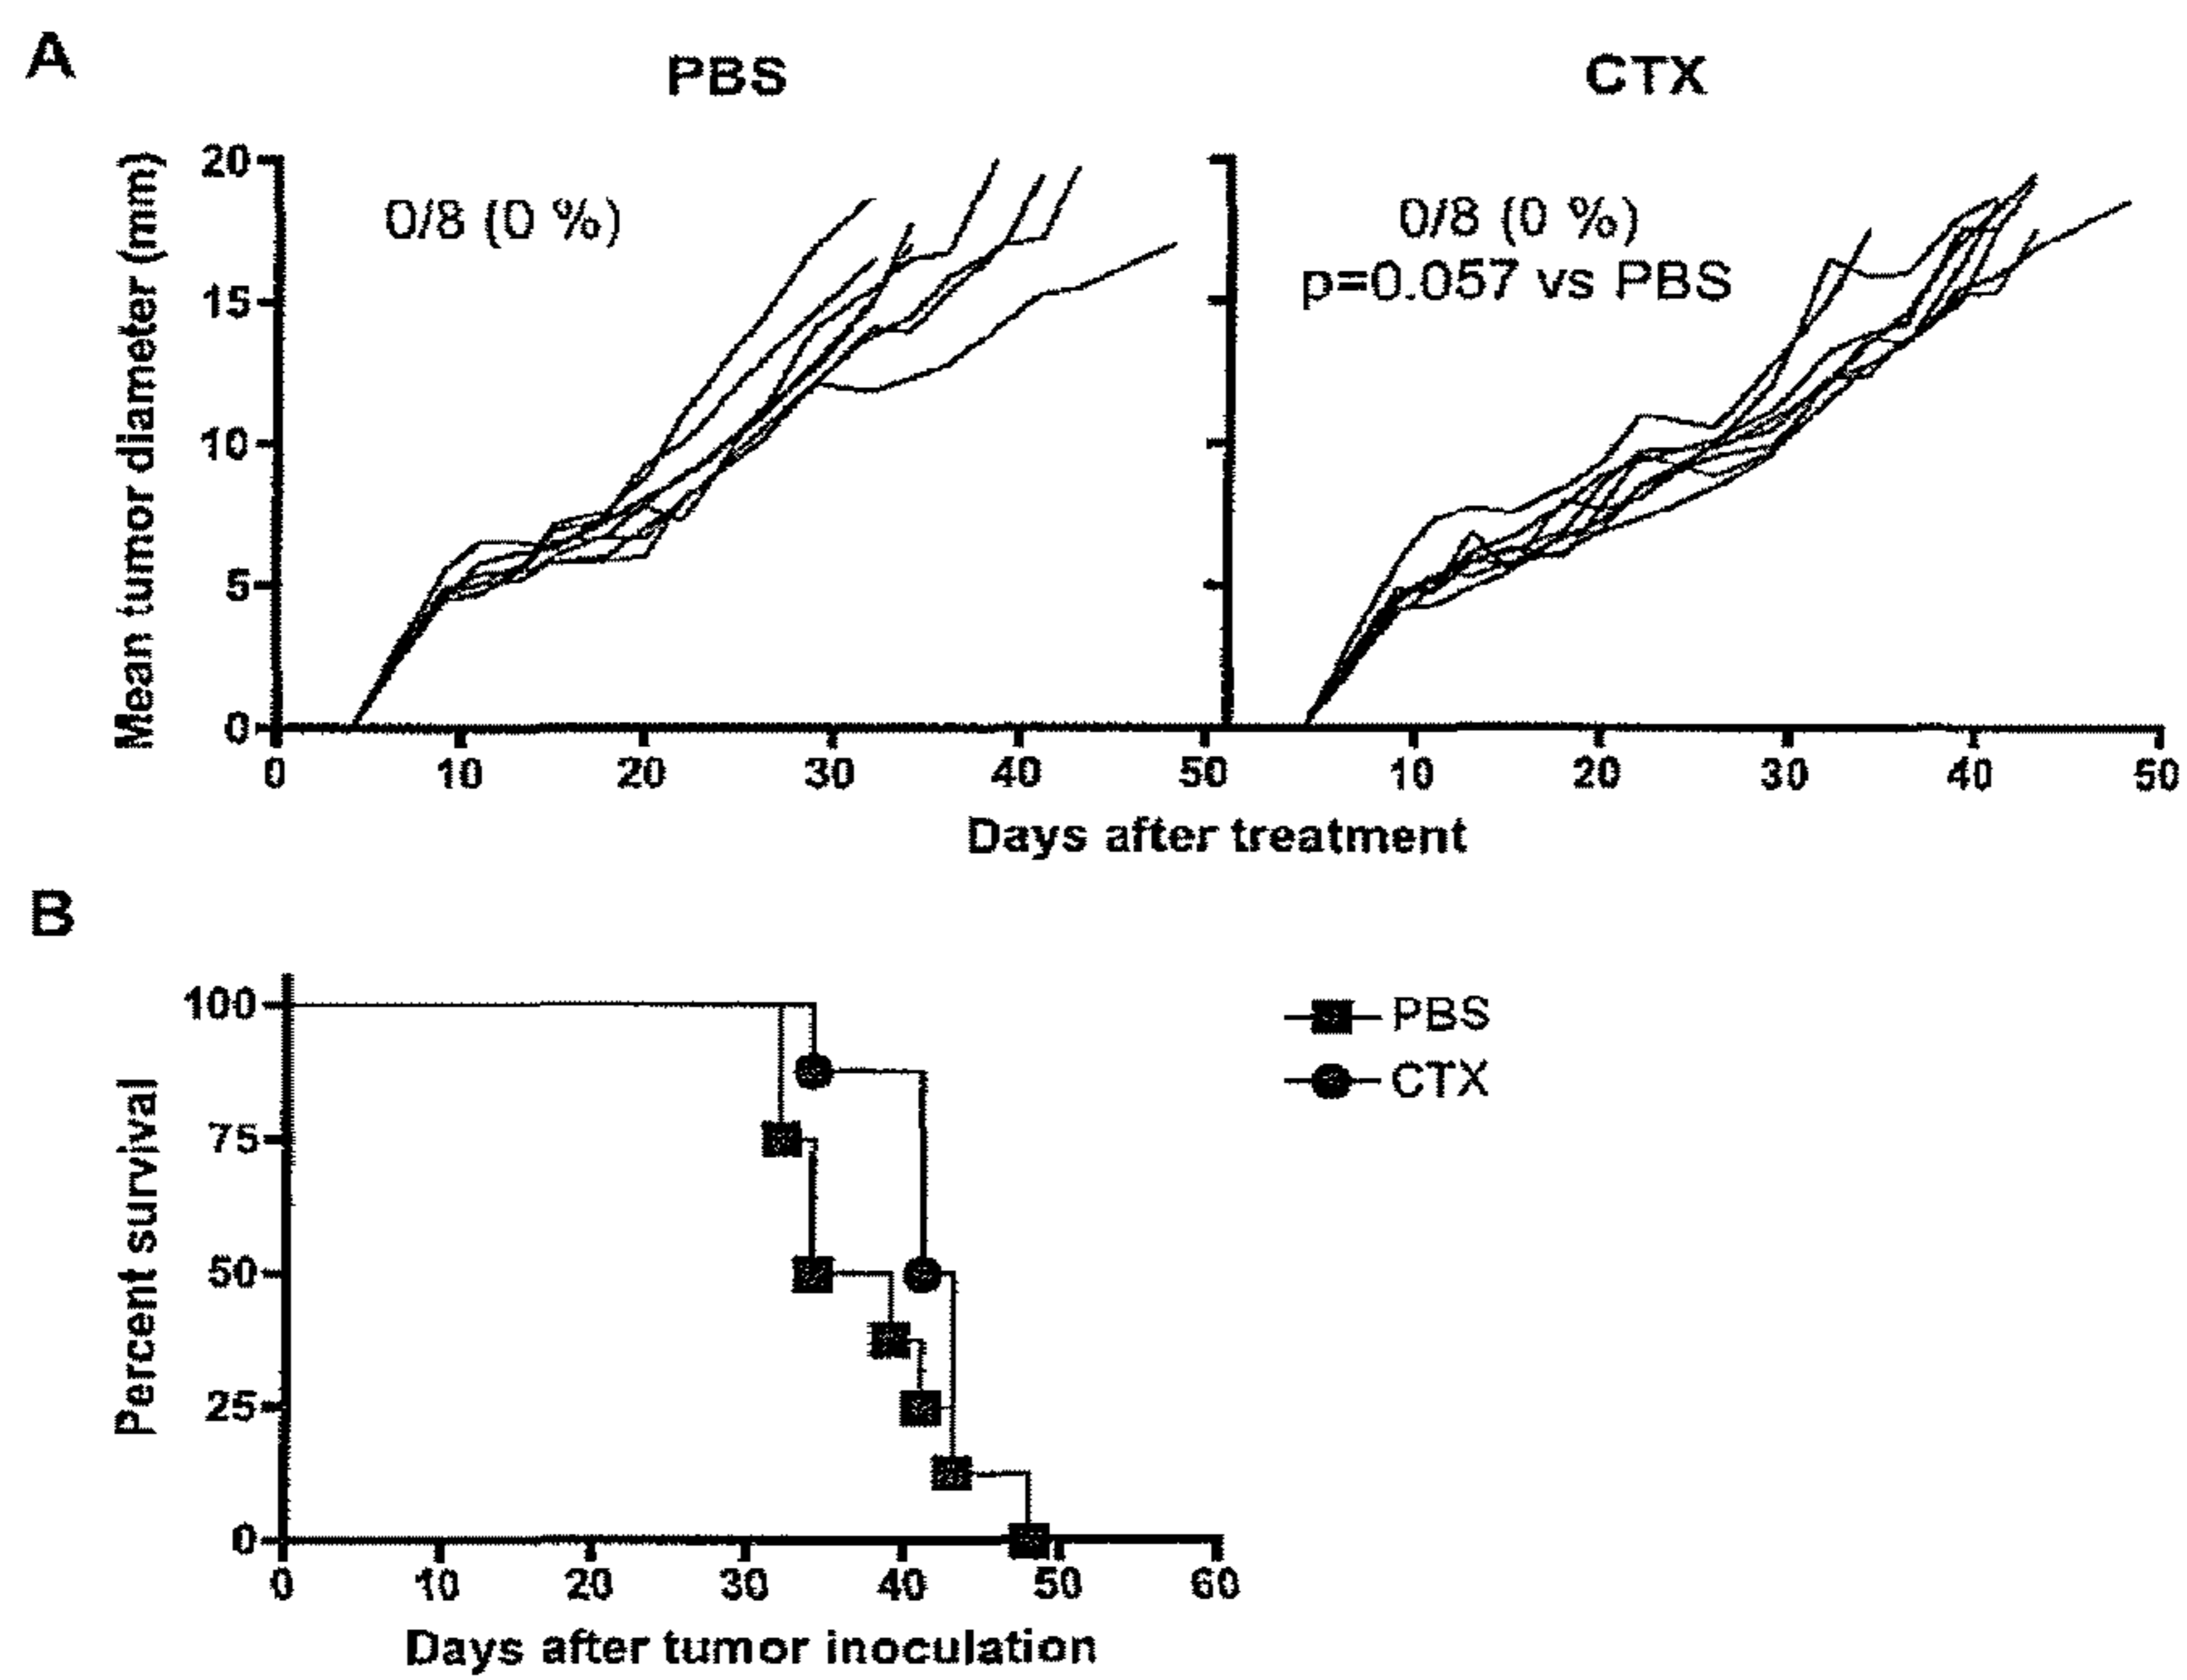 A
PBS
CTX
Mean tumor diameter (mm)
20
15
10
5
0
0/8 (0 %)
0/8 (0 %)
p=0.057 vs PBS
0 10 20 30 40 50 10 20 30 40 50
Days after treatment
B
Percent survival
100
75
50
25
0
PBS
CTX
0 10 20 30 40 50 60
Days after tumor inoculation